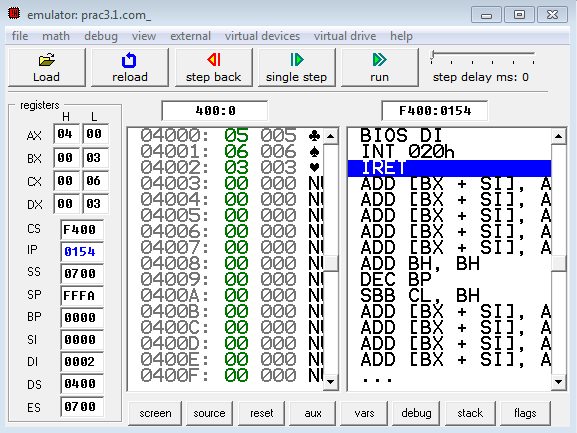 emulator: prac3.1.com_
file math debug view external virtual devices virtual drive help
Load reload step back single step run step delay ms: 0
registers 400:0 F400:0154
H L
AX 04 00
BX 00 03
CX 00 06
DX 00 03
CS F400
IP 0154
SS 0700
SP FFFA
BP 0000
SI 0000
DI 0002
DS 0400
ES 0700
04000: 05 005 ♣
04001: 06 006 ♠
04002: 03 003 ♥
04003: 00 000 NU
04004: 00 000 NU
04005: 00 000 NU
04006: 00 000 NU
04007: 00 000 NU
04008: 00 000 NU
04009: 00 000 NU
0400A: 00 000 NU
0400B: 00 000 NU
0400C: 00 000 NU
0400D: 00 000 NU
0400E: 00 000 NU
0400F: 00 000 NU
BIOS DI
INT 020h
IRET
ADD [BX + SI], A
ADD [BX + SI], A
ADD [BX + SI], A
ADD [BX + SI], A
ADD [BX + SI], A
ADD BH, BH
DEC BP
SBB CL, BH
ADD [BX + SI], A
ADD [BX + SI], A
ADD [BX + SI], A
ADD [BX + SI], A
...
screen source reset aux vars debug stack flags